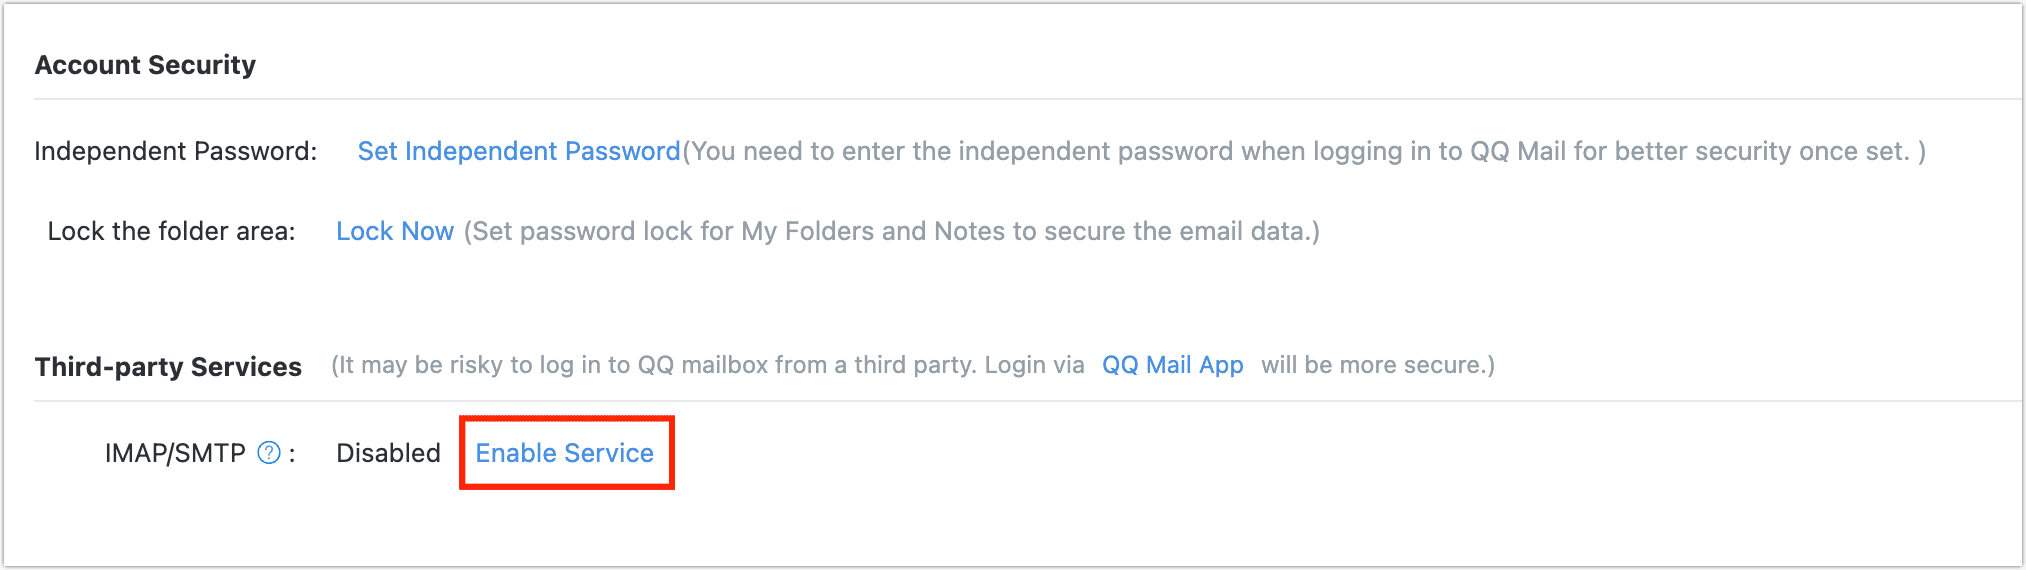 Account Security
Independent Password: Set Independent Password(You need to enter the independent password when logging in to QQ Mail for better security once set. )
Lock the folder area: Lock Now (Set password lock for My Folders and Notes to secure the email data.)
Third-party Services (It may be risky to log in to QQ mailbox from a third party. Login via QQ Mail App will be more secure.)
IMAP/SMTP ? : Disabled Enable Service